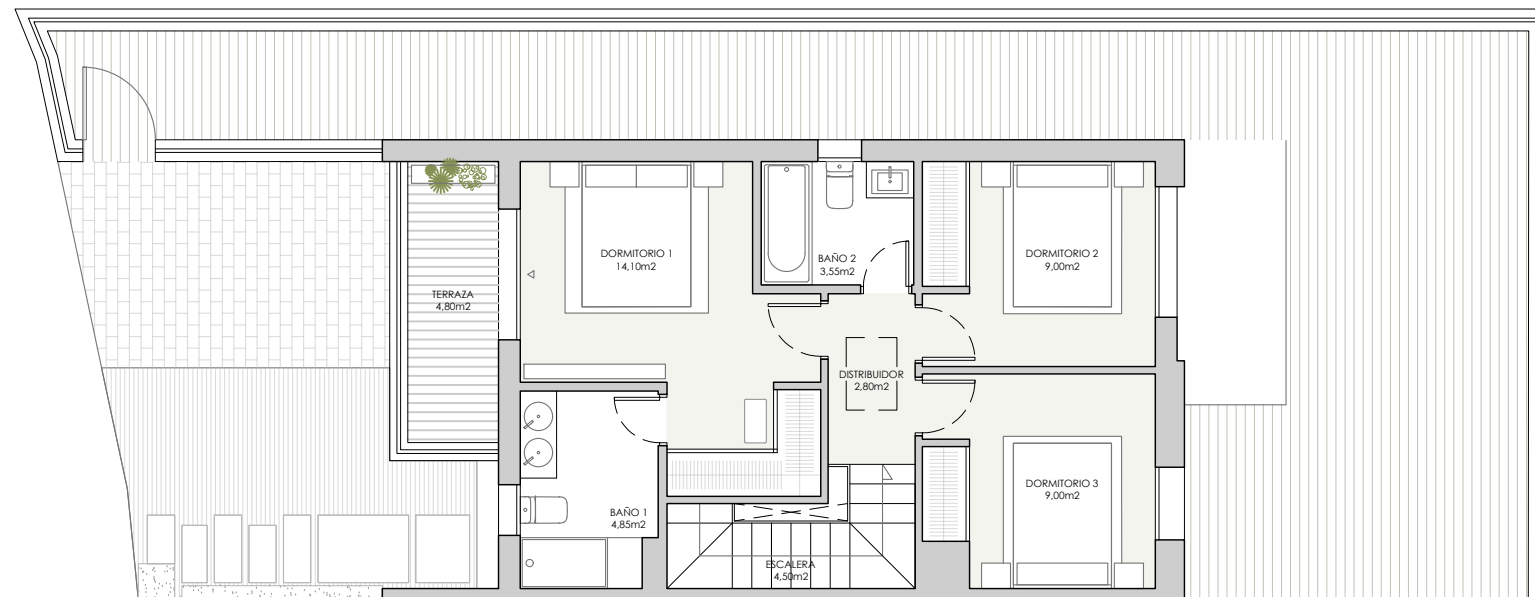 DORMITORIO 1
14,10m2
BAÑO 2
3,55m2
DORMITORIO 2
9,00m2
TERRAZA
4,80m2
DISTRIBUIDOR
2,80m2
DORMITORIO 3
9,00m2
BAÑO 1
4,85m2
ESCALERA
4,50m2